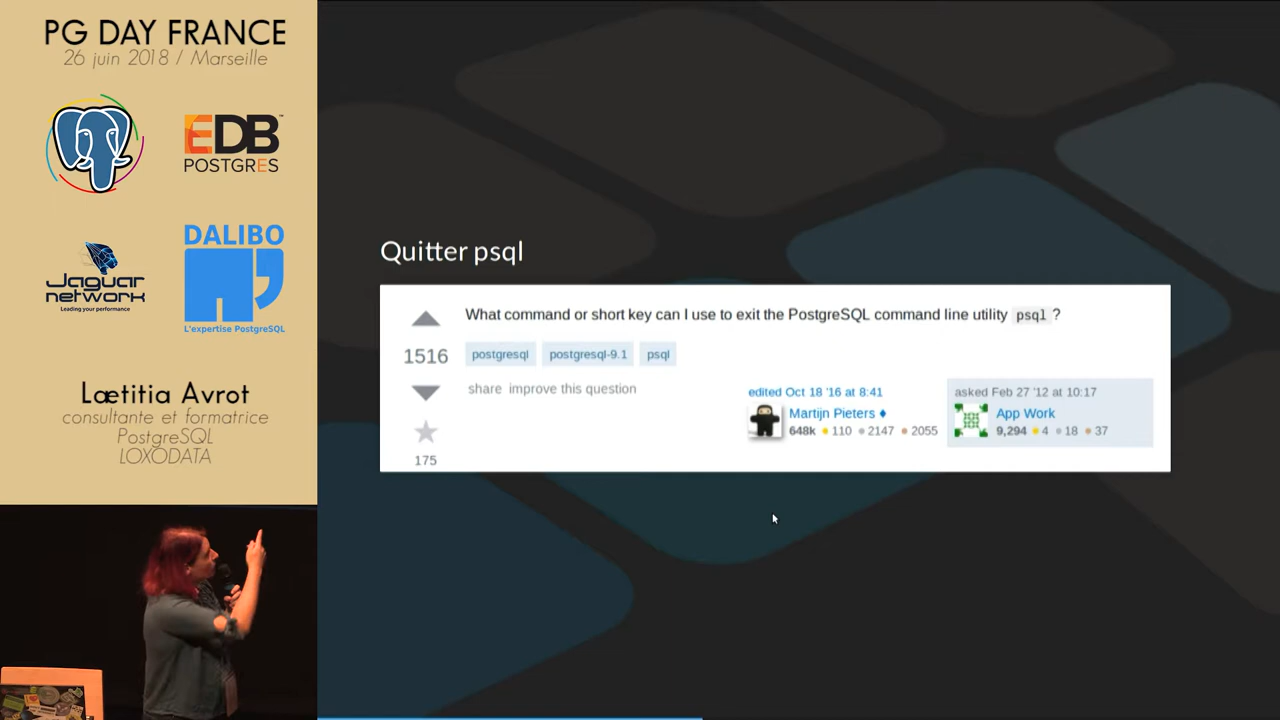 PG DAY FRANCE
26 juin 2018 / Marseille
EDB
POSTGRES
Jaguar
network
Leading your performance
DALIBO
L'expertise PostgreSQL
Lætitia Avrot
consultante et formatrice
PostgreSQL
LOXODATA
Quitter psql
What command or short key can I use to exit the PostgreSQL command line utility psql ?
1516
postgresql postgresql-9.1 psql
share improve this question
edited Oct 18 '16 at 8:41
Martijn Pieters ♦
648k 110 2147 2055
asked Feb 27 '12 at 10:17
App Work
9,294 4 18 37
175